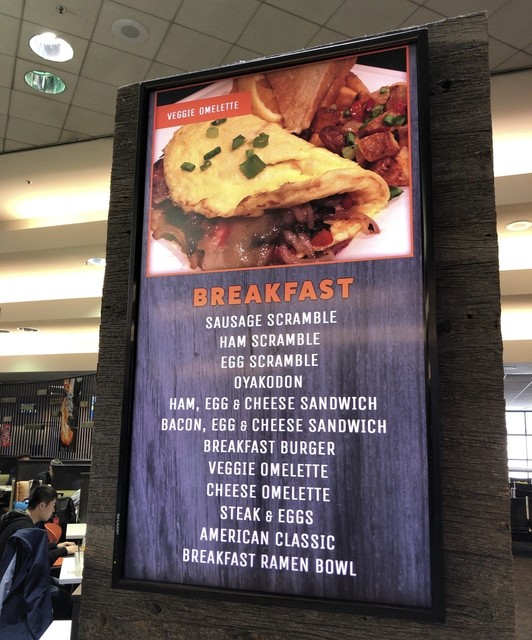 VEGGIE OMELETTE
BREAKFAST
SAUSAGE SCRAMBLE
HAM SCRAMBLE
EGG SCRAMBLE
OYAKODON
HAM, EGG & CHEESE SANDWICH
BACON, EGG & CHEESE SANDWICH
BREAKFAST BURGER
VEGGIE OMELETTE
CHEESE OMELETTE
STEAK & EGGS
AMERICAN CLASSIC
BREAKFAST RAMEN BOWL